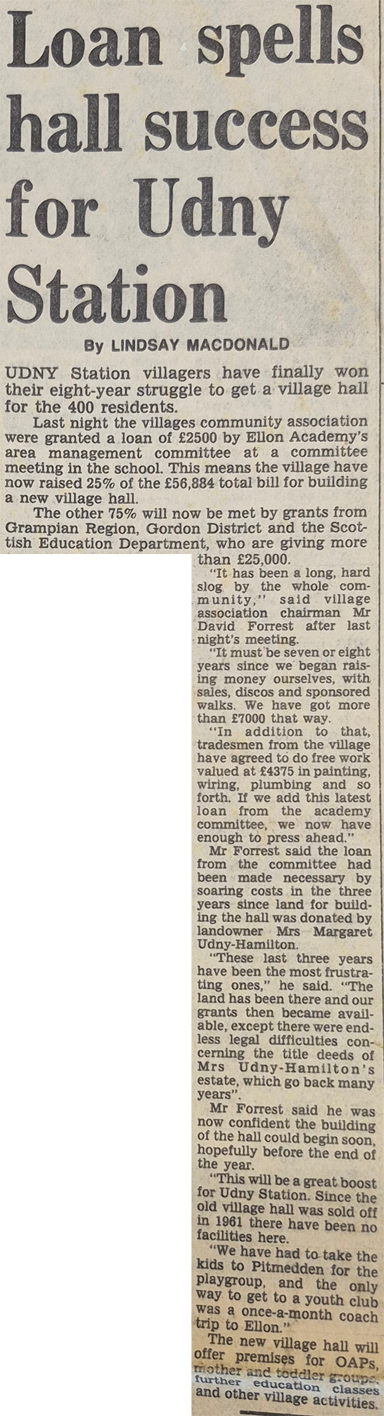 Loan spells
hall success
for Udny
Station
By LINDSAY MACDONALD
UDNY Station villagers have finally won
their eight-year struggle to get a village hall
for the 400 residents.
Last night the villages community association
were granted a loan of £2500 by Ellon Academy's
area management committee at a committee
meeting in the school. This means the village have
now raised 25% of the £56,884 total bill for building
a new village hall.
The other 75% will now be met by grants from
Grampian Region, Gordon District and the Scot-
tish Education Department, who are giving more
than £25,000.
"It has been a long, hard
slog by the whole com-
munity," said village
association chairman Mr
David Forrest after last
night's meeting.
"It must be seven or eight
years since we began rais-
ing money ourselves, with
sales, discos and sponsored
walks. We have got more
than £7000 that way.
"In addition to that,
tradesmen from the village
have agreed to do free work
valued at £4375 in painting,
wiring, plumbing and so
forth. If we add this latest
loan from the academy
committee, we now have
enough to press ahead."
Mr Forrest said the loan
from the committee had
been made necessary by
soaring costs in the three
years since land for build-
ing the hall was donated by
landowner Mrs Margaret
Udny-Hamilton.
"These last three years
have been the most frustra-
ting ones," he said. "The
land has been there and our
grants then became avail-
able, except there were end-
less legal difficulties con-
cerning the title deeds of
Mrs Udny-Hamilton's
estate, which go back many
years".
Mr Forrest said he was
now confident the building
of the hall could begin soon,
hopefully before the end of
the year.
"This will be a great boost
for Udny Station. Since the
old village hall was sold off
in 1961 there have been no
facilities here.
"We have had to take the
kids to Pitmedden for the
playgroup, and the only
way to get to a youth club
was a once-a-month coach
trip to Ellon."
The new village hall will
offer premises for OAPs,
mother and toddler groups,
further education classes
and other village activities.